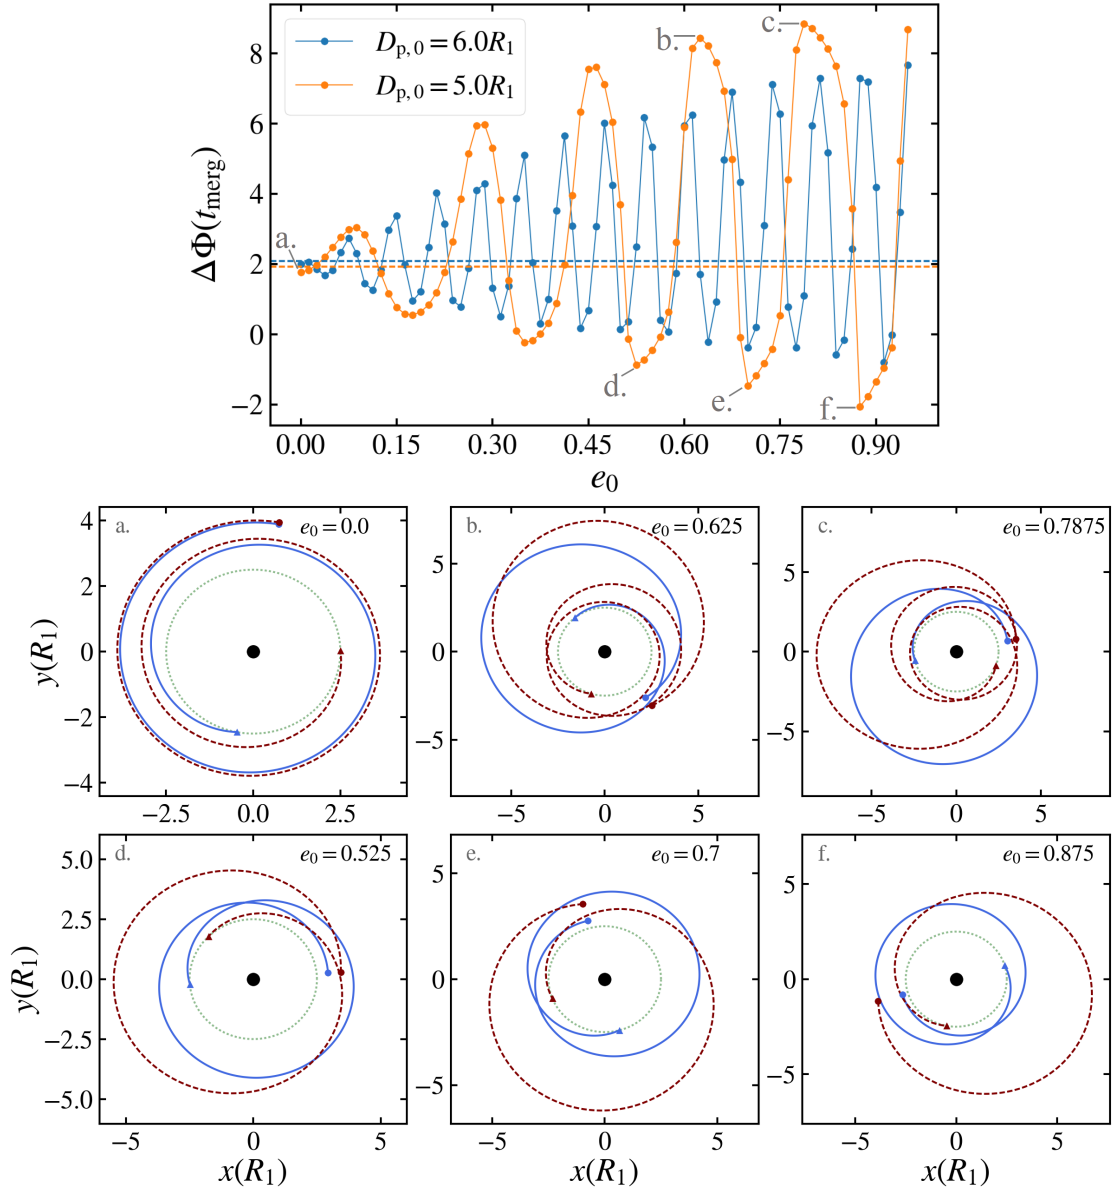 D_{p,0} = 6.0R_1
D_{p,0} = 5.0R_1
ΔΦ(t_{merg})
8
6
4
2
0
−2
a.
b.
c.
d.
e.
f.
0.00 0.15 0.30 0.45 0.60 0.75 0.90
e_0
a. e_0 = 0.0
y(R_1)
4
2
0
−2
−4
−2.5 0.0 2.5
b. e_0 = 0.625
5
0
−5
−5 0 5
c. e_0 = 0.7875
5
0
−5
−5 0 5
d. e_0 = 0.525
y(R_1)
5.0
2.5
0.0
−2.5
−5.0
−5 0 5
x(R_1)
e. e_0 = 0.7
5
0
−5
−5 0 5
x(R_1)
f. e_0 = 0.875
5
0
−5
−5 0 5
x(R_1)